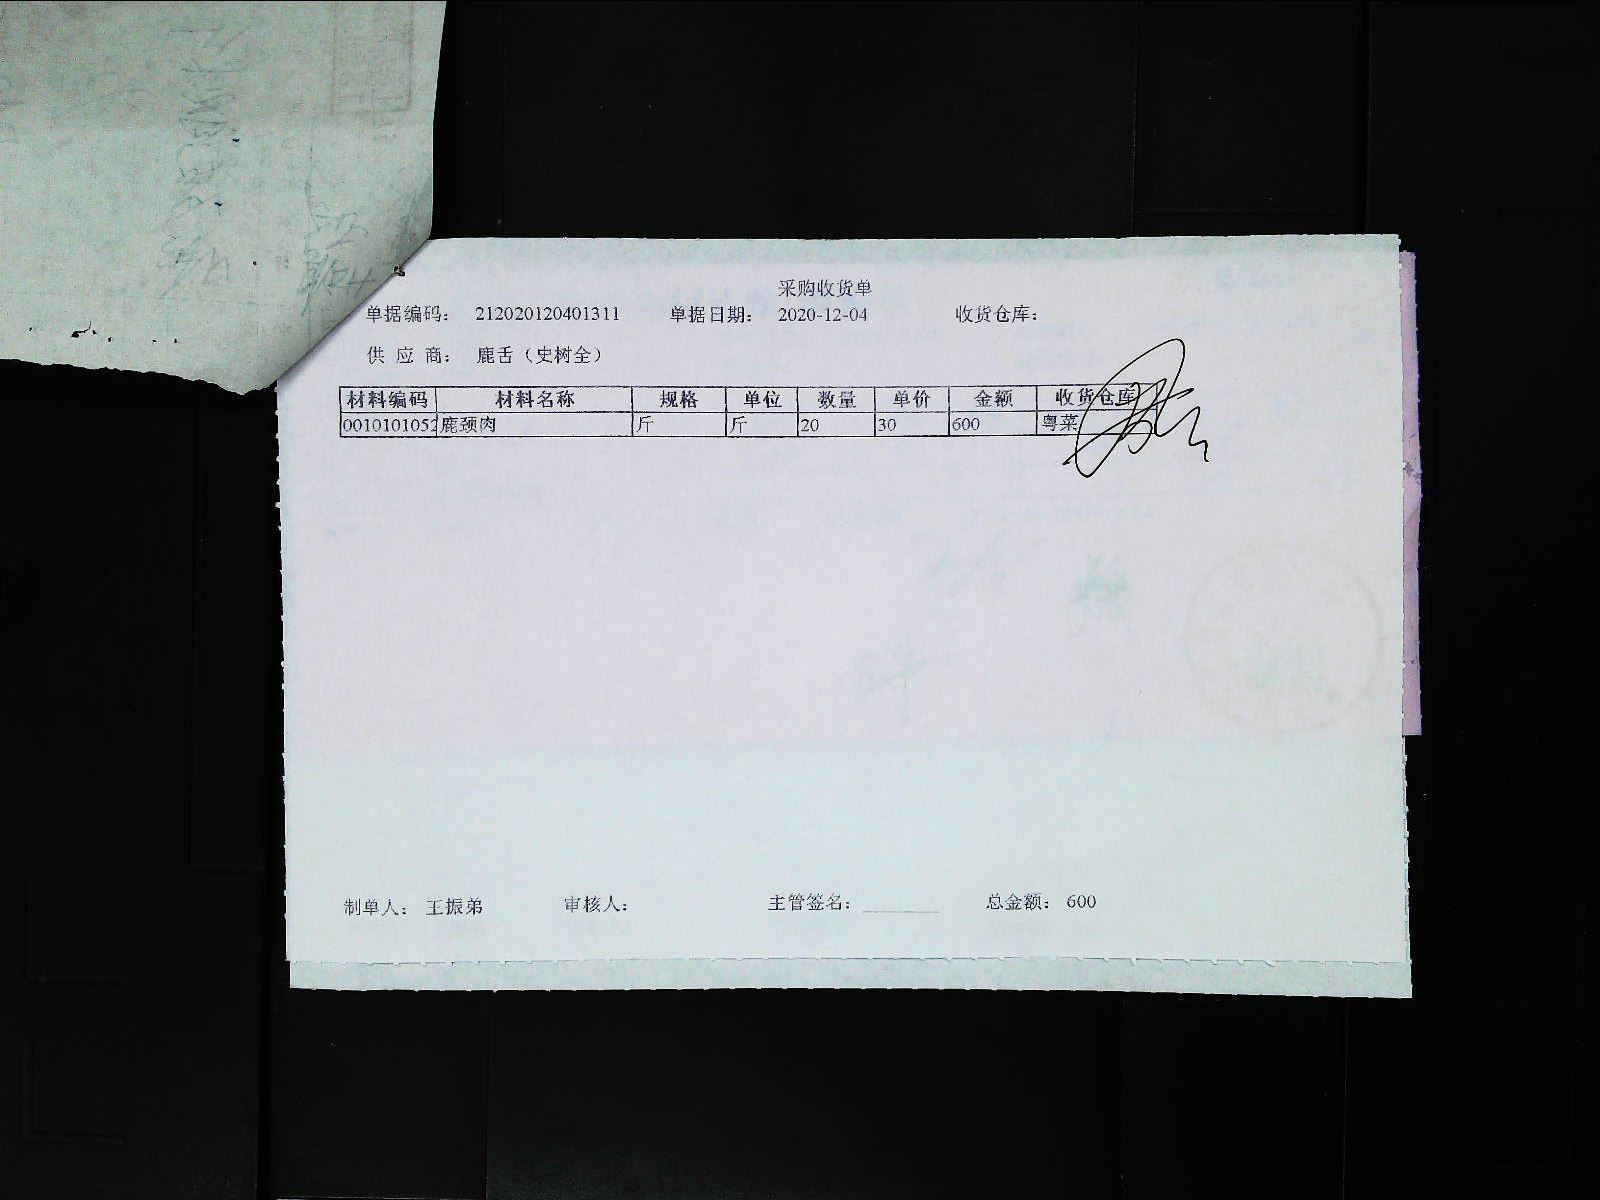 采购收货单
单据编码： 212020120401311 单据日期： 2020-12-04 收货仓库：
供 应 商： 鹿舌（史树全）
材料编码 材料名称 规格 单位 数量 单价 金额 收货仓库
0010101052 鹿颈肉 斤 斤 20 30 600 粤菜
制单人： 王振弟 审核人： 主管签名： ________ 总金额： 600